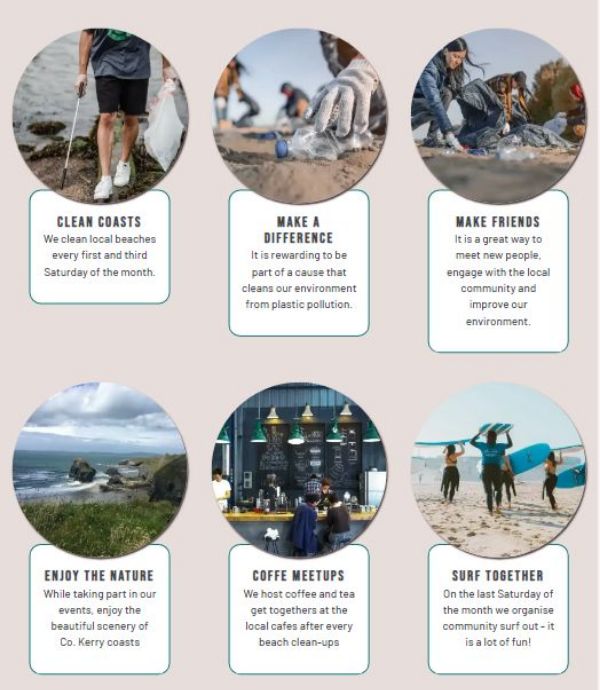 CLEAN COASTS
We clean local beaches
every first and third
Saturday of the month.
MAKE A
DIFFERENCE
It is rewarding to be
part of a cause that
cleans our environment
from plastic pollution.
MAKE FRIENDS
It is a great way to
meet new people,
engage with the local
community and
improve our
environment.
ENJOY THE NATURE
While taking part in our
events, enjoy the
beautiful scenery of
Co. Kerry coasts
COFFE MEETUPS
We host coffee and tea
get togethers at the
local cafes after every
beach clean-ups
SURF TOGETHER
On the last Saturday of
the month we organise
community surf out - it
is a lot of fun!